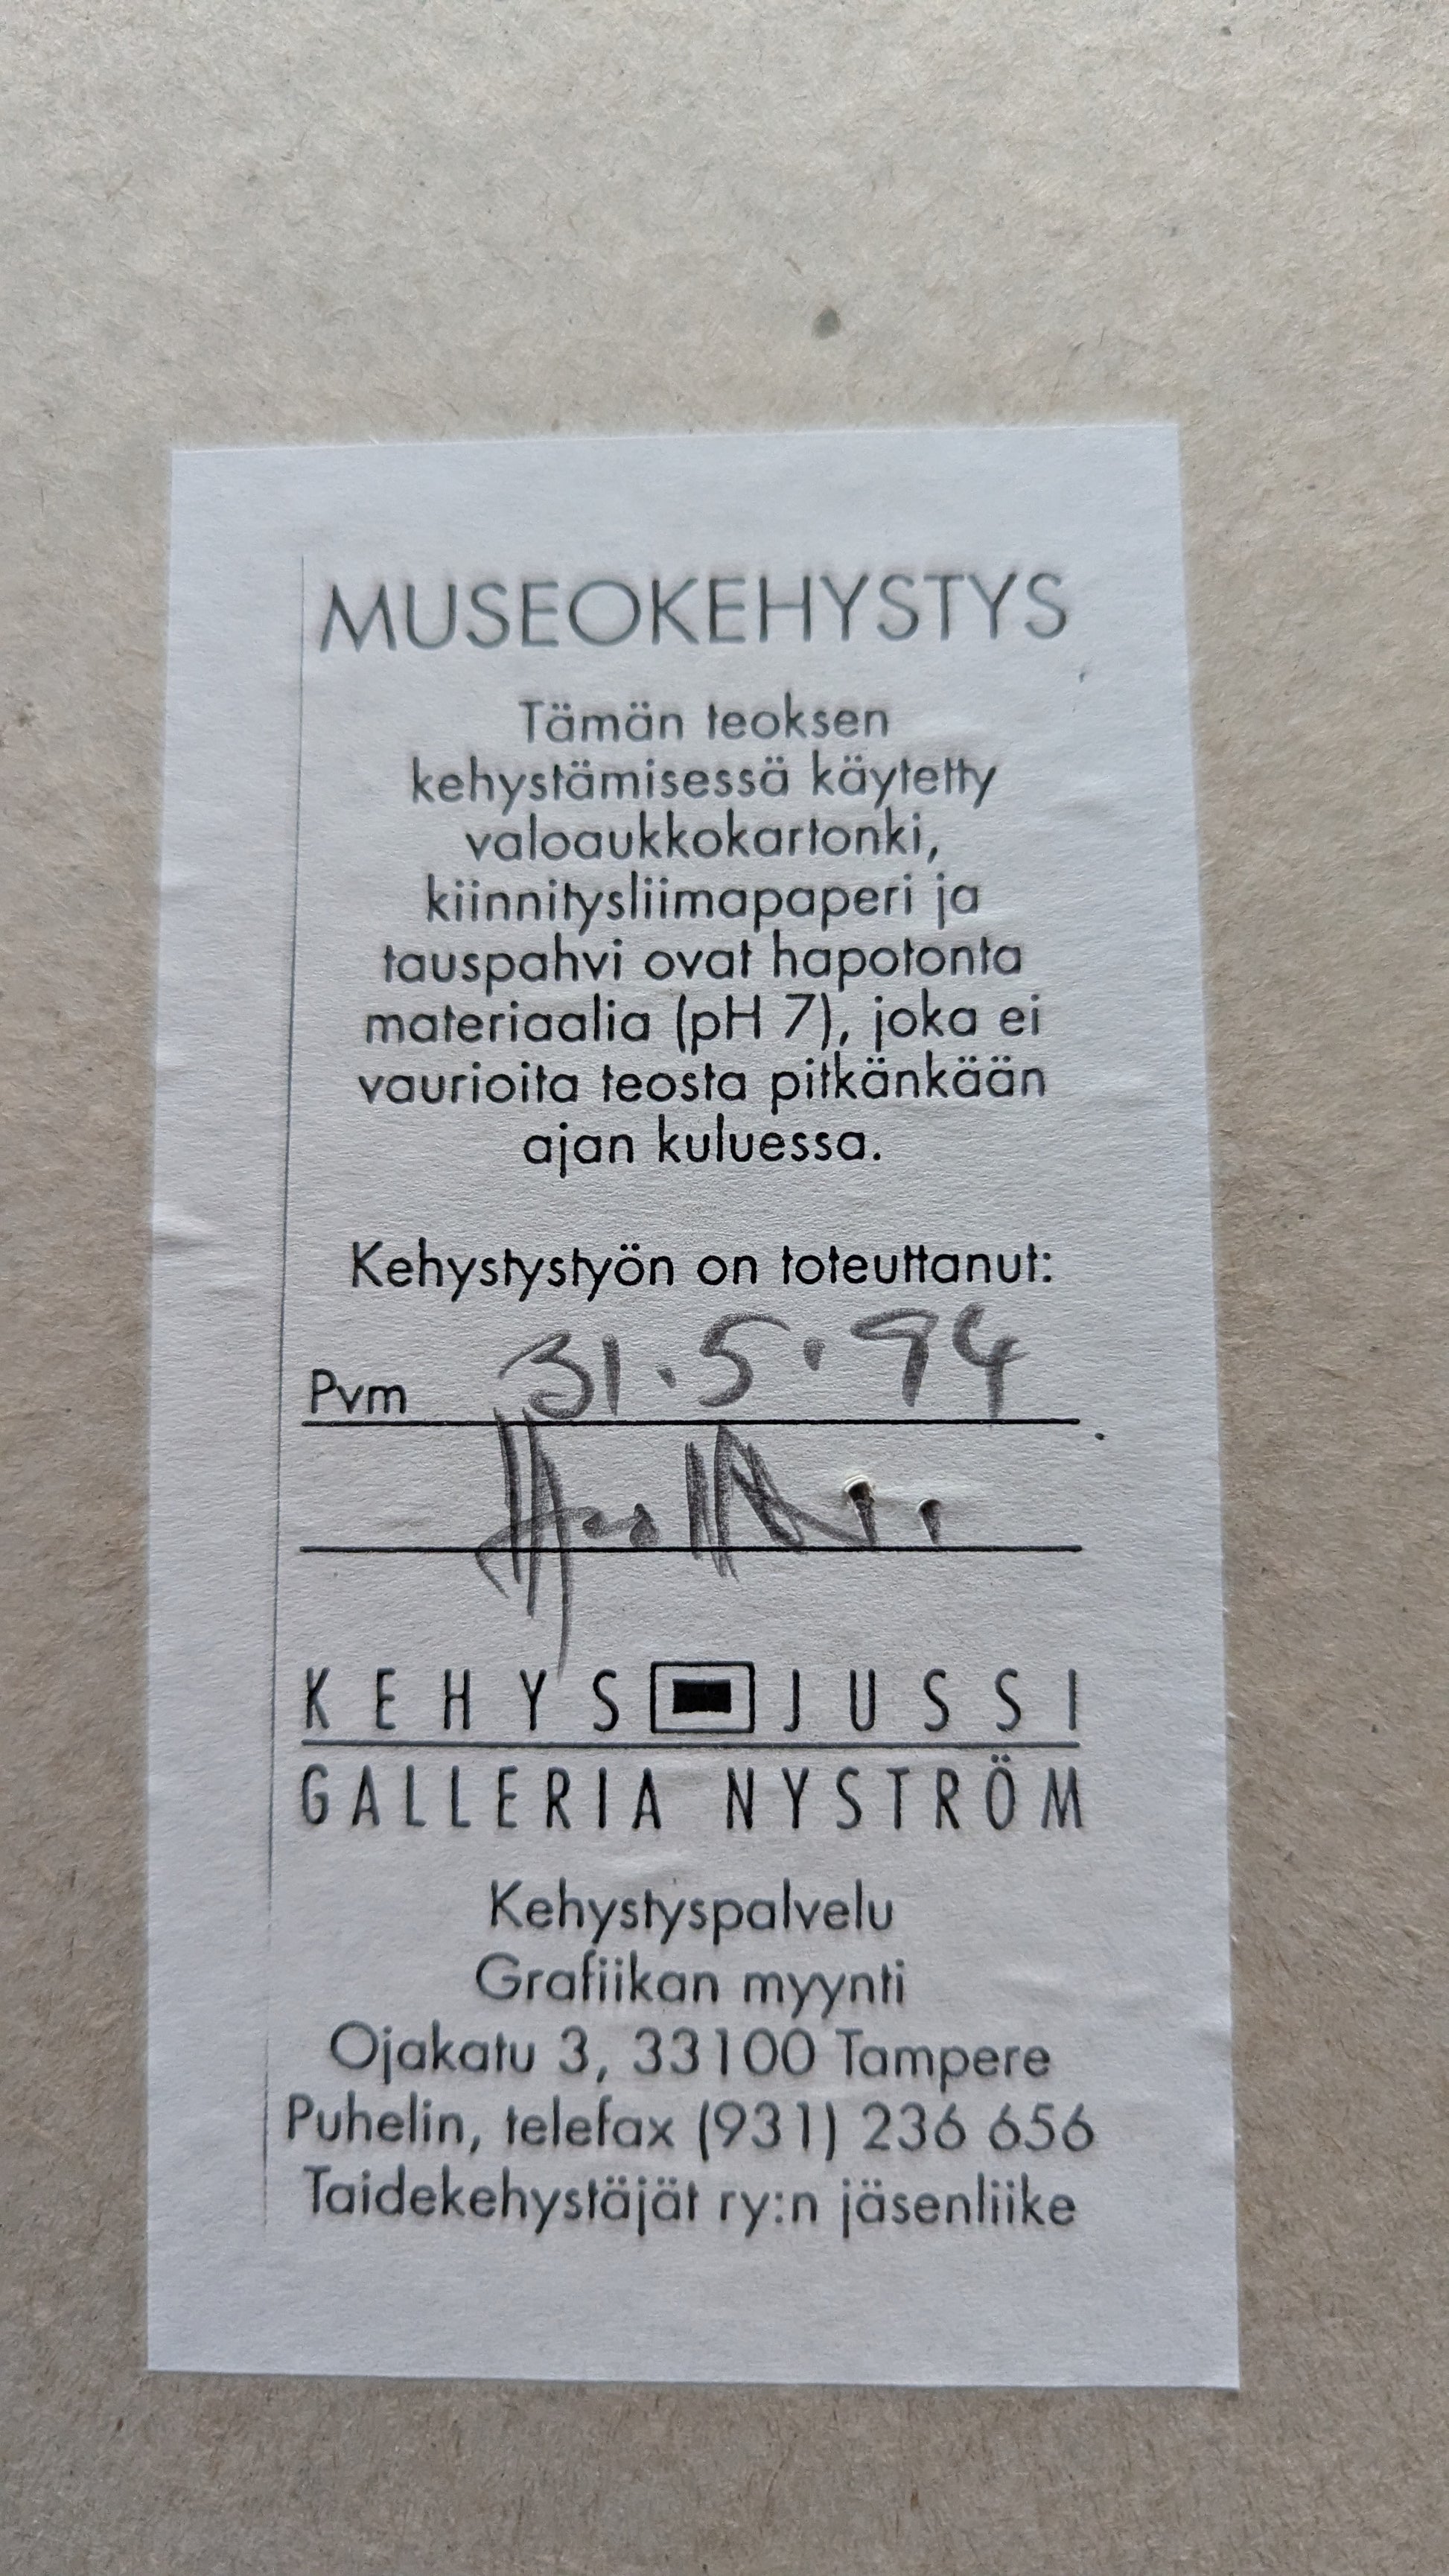 MUSEOKEHYSTYS
Tämän teoksen
kehystämisessä käytetty
valoaukkokartonki,
kiinnitysliimapaperi ja
tauspahvi ovat hapotonta
materiaalia (pH 7), joka ei
vaurioita teosta pitkänkään
ajan kuluessa.
Kehystystyön on toteuttanut:
Pvm 31.5.94
KEHYS JUSSI
GALLERIA NYSTRÖM
Kehystyspalvelu
Grafiikan myynti
Ojakatu 3, 33100 Tampere
Puhelin, telefax (931) 236 656
Taidekehystäjät ry:n jäsenliike